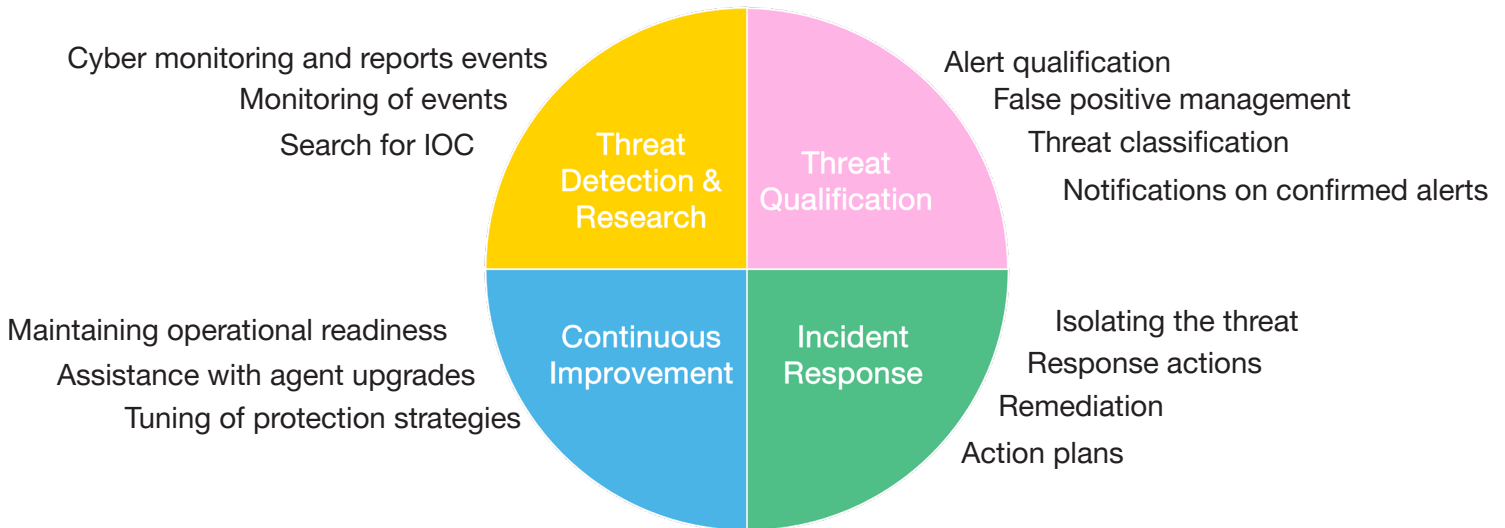 Cyber monitoring and reports events
Monitoring of events
Search for IOC
Threat
Detection &
Research
Threat
Qualification
Alert qualification
False positive management
Threat classification
Notifications on confirmed alerts
Maintaining operational readiness
Assistance with agent upgrades
Tuning of protection strategies
Continuous
Improvement
Incident
Response
Isolating the threat
Response actions
Remediation
Action plans